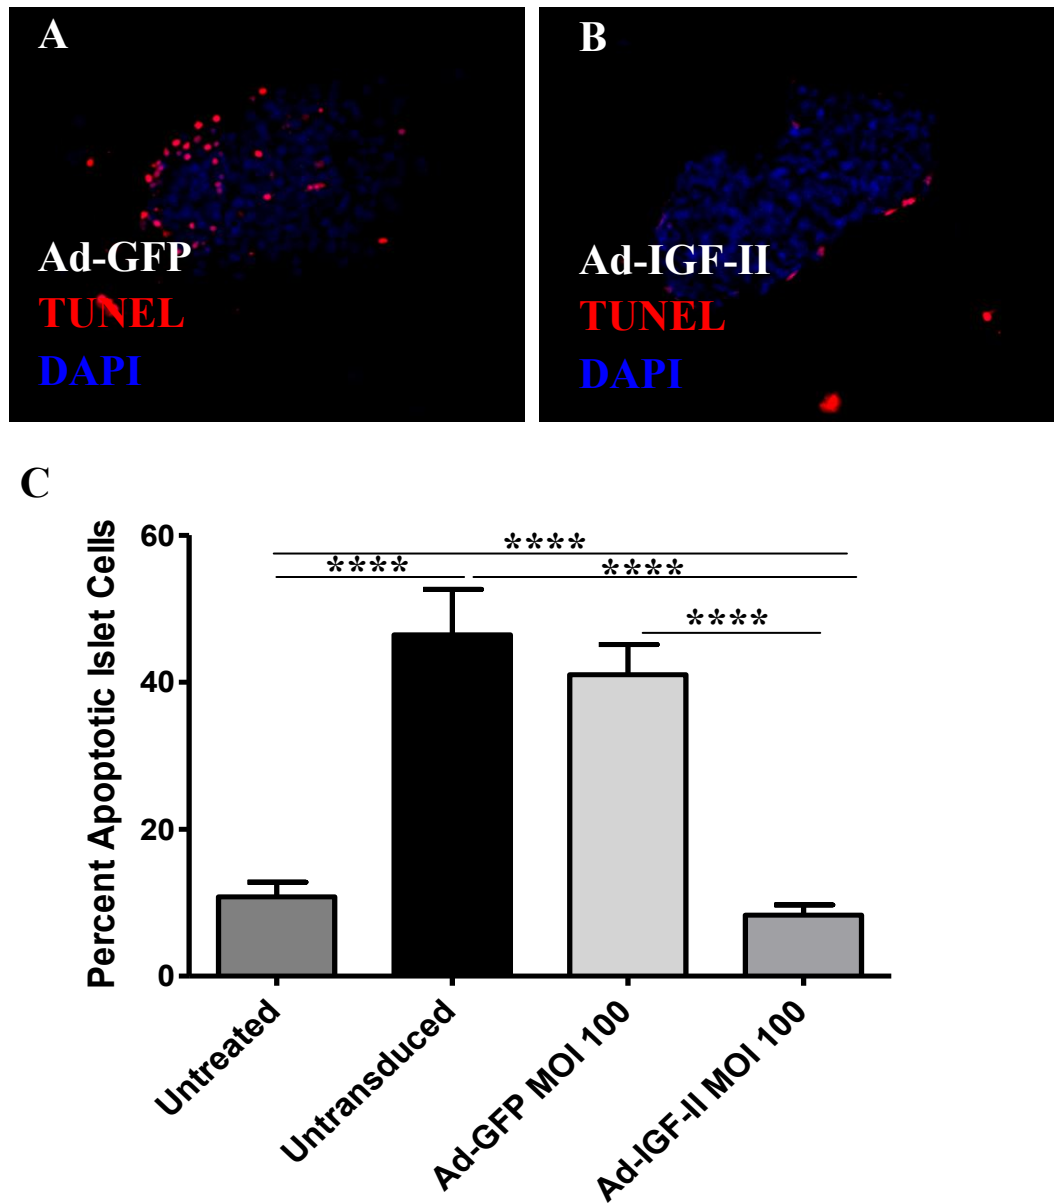 A
Ad-GFP
TUNEL
DAPI
B
Ad-IGF-II
TUNEL
DAPI
C
Percent Apoptotic Islet Cells
60
40
20
0
****
****
****
****
Untreated
Untransduced
Ad-GFP MOI 100
Ad-IGF-II MOI 100